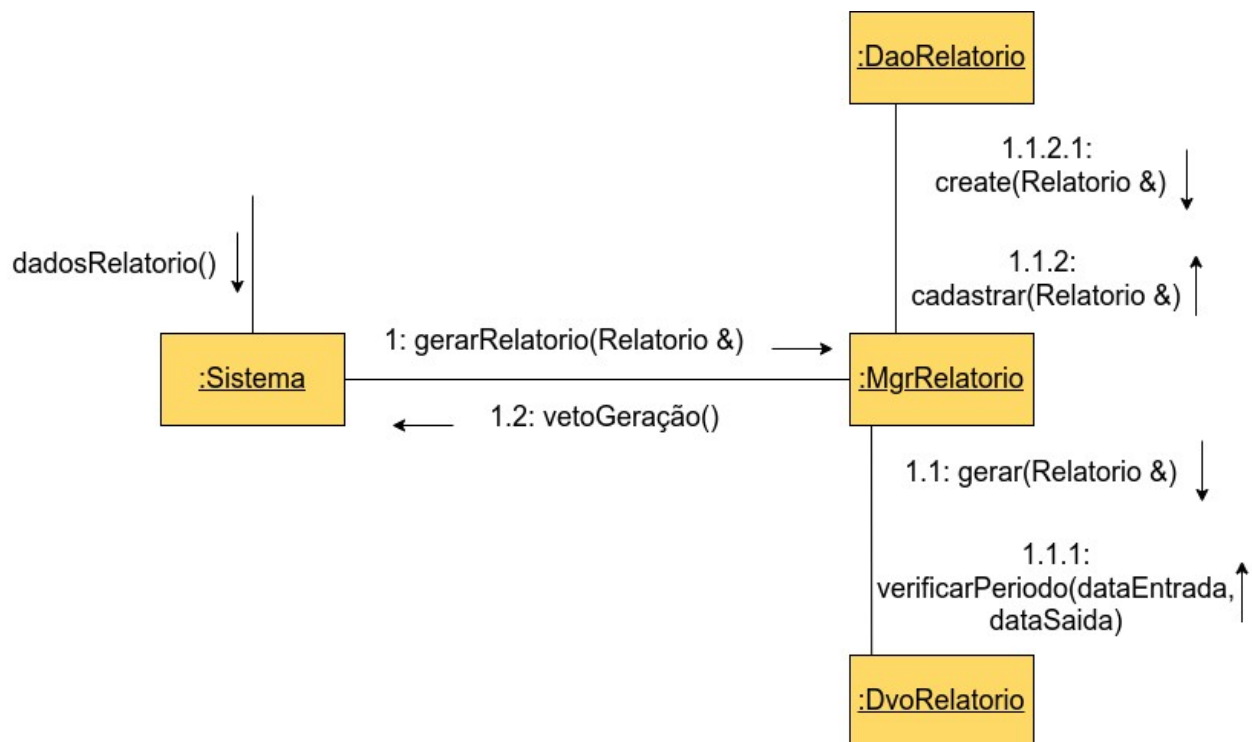 :DaoRelatorio
1.1.2.1:
create(Relatorio &)
dadosRelatorio()
1.1.2:
cadastrar(Relatorio &)
1: gerarRelatorio(Relatorio &)
:Sistema
:MgrRelatorio
1.2: vetoGeração()
1.1: gerar(Relatorio &)
1.1.1:
verificarPeriodo(dataEntrada,
dataSaida)
:DvoRelatorio